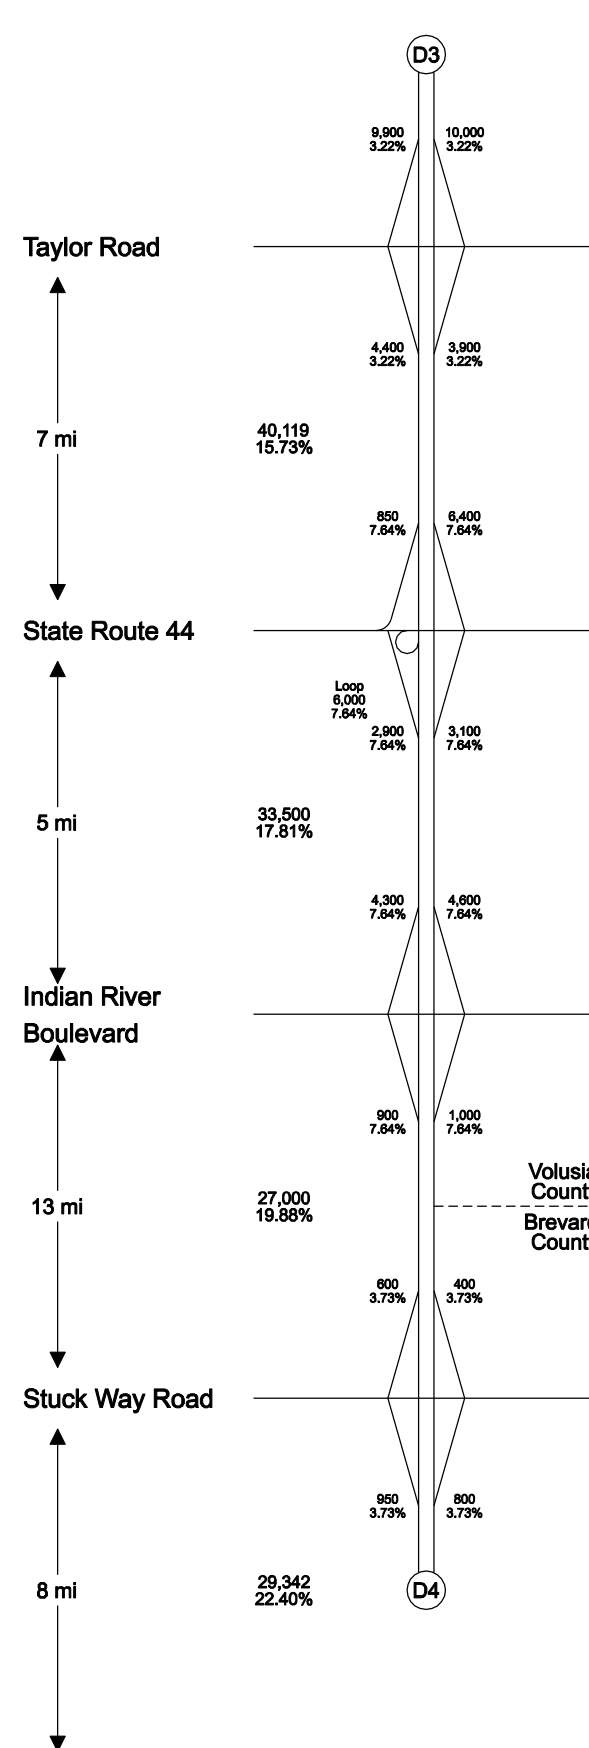 D3
9,900
3.22%
10,000
3.22%
Taylor Road
4,400
3.22%
3,900
3.22%
7 mi
40,119
15.73%
850
7.64%
6,400
7.64%
State Route 44
Loop
6,000
7.64%
2,900
7.64%
3,100
7.64%
5 mi
33,500
17.81%
4,300
7.64%
4,600
7.64%
Indian River
Boulevard
900
7.64%
1,000
7.64%
Volusia
Count
13 mi
27,000
19.88%
Brevard
Count
600
3.73%
400
3.73%
Stuck Way Road
950
3.73%
800
3.73%
8 mi
29,342
22.40%
D4